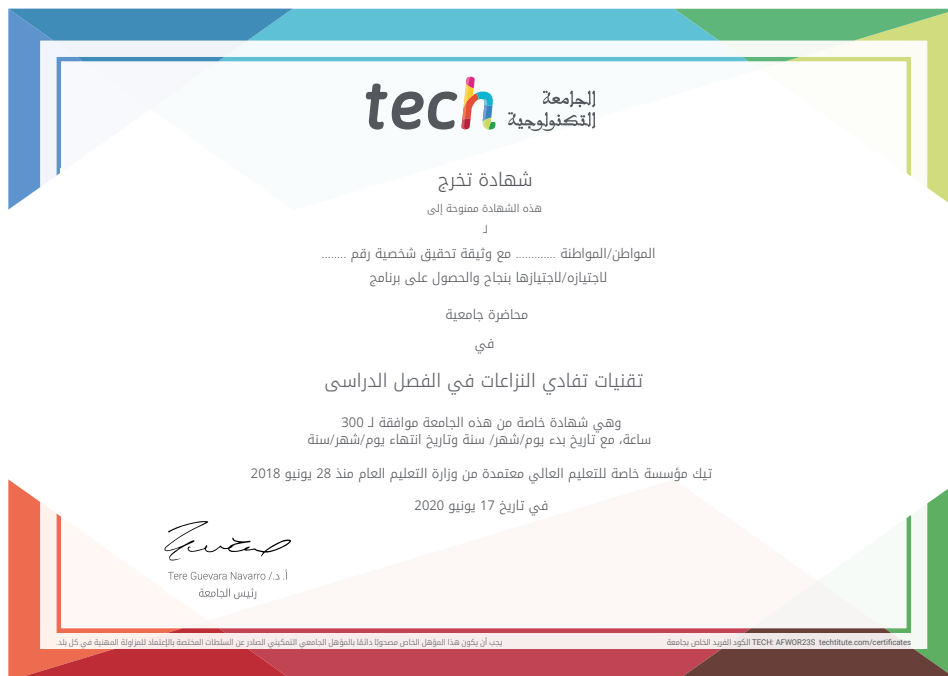 tech الجامعة
التكنولوجية
شهادة تخرج
هذه الشهادة ممنوحة إلى
لـ
المواطن/المواطنة ............ مع وثيقة تحقيق شخصية رقم ........
لاجتيازه/لاجتيازها بنجاح والحصول على برنامج
محاضرة جامعية
في
تقنيات تفادي النزاعات في الفصل الدراسى
وهي شهادة خاصة من هذه الجامعة موافقة لـ 300
ساعة، مع تاريخ بدء يوم/شهر/ سنة وتاريخ انتهاء يوم/شهر/سنة
تيك مؤسسة خاصة للتعليم العالي معتمدة من وزارة التعليم العام منذ 28 يونيو 2018
في تاريخ 17 يونيو 2020
أ .د./ Tere Guevara Navarro
رئيس الجامعة
يجب أن يكون هذا المؤهل الخاص مصحوبًا دائمًا بالمؤهل الجامعي التمكيني الصادر عن السلطات المختصة بالإعتماد للمزاولة المهنية في كل بلد.
الكود الفريد الخاص بجامعة TECH: AFWOR23S techtitute.com/certificates